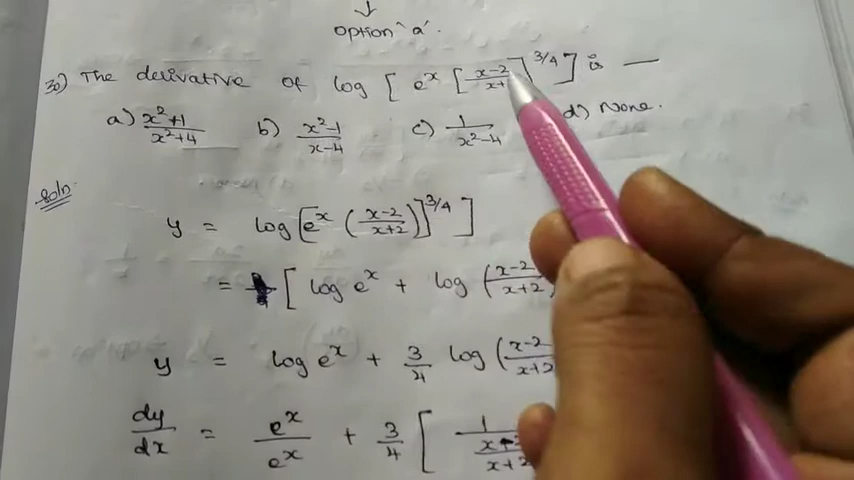 option 'a'.
30) The derivative of log [ e^x [ (x-2)/(x+ ]^3/4 ] is —
a) (x²+1)/(x²+4) b) (x²-1)/(x-4) c) 1/(x²-4) d) None.
Soln
y = log[e^x ((x-2)/(x+2))]^3/4 ]
= [ log e^x + log ((x-2)/(x+2)
y = log e^x + 3/4 log ((x-2)/(x+2
dy/dx = e^x/e^x + 3/4 [ 1/((x-2)/(x+2